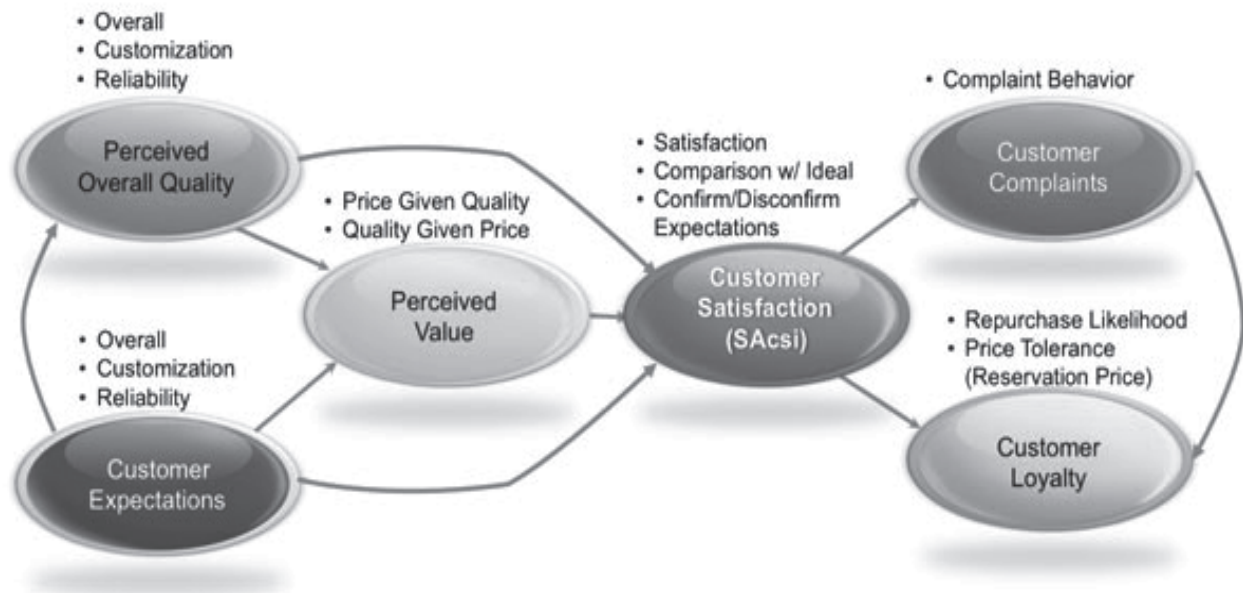 • Overall
• Customization
• Reliability
Perceived
Overall Quality
• Price Given Quality
• Quality Given Price
Perceived
Value
• Overall
• Customization
• Reliability
Customer
Expectations
• Satisfaction
• Comparison w/ Ideal
• Confirm/Disconfirm
Expectations
Customer
Satisfaction
(SAcsi)
• Complaint Behavior
Customer
Complaints
• Repurchase Likelihood
• Price Tolerance
(Reservation Price)
Customer
Loyalty